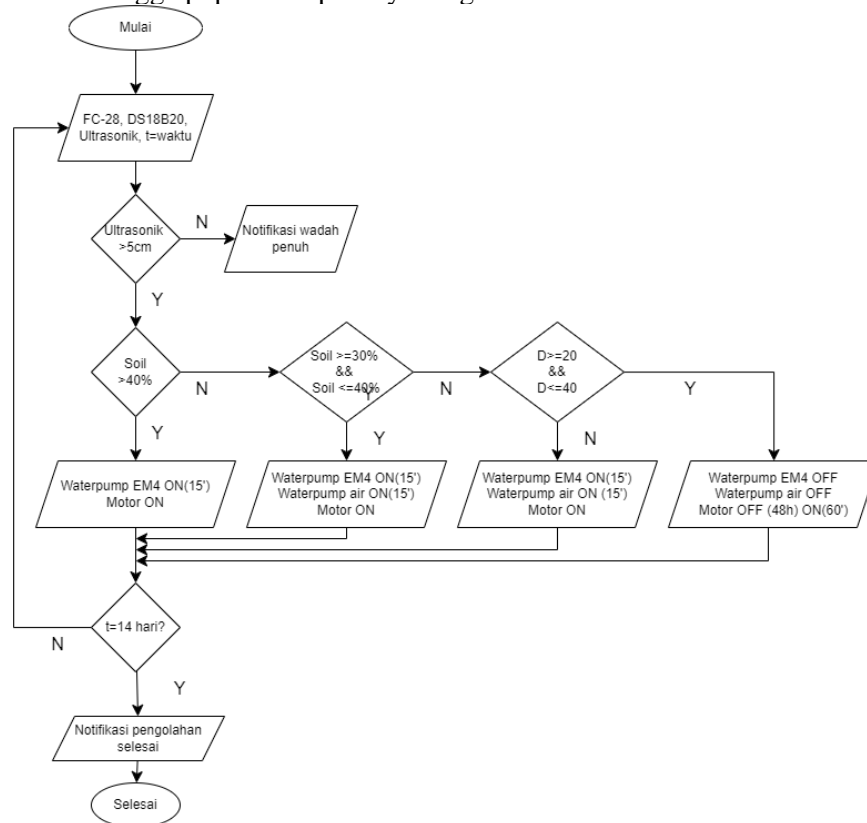 Mulai
FC-28, DS18B20,
Ultrasonik, t=waktu
Ultrasonik
>5cm
N
Notifikasi wadah
penuh
Y
Soil
>40%
N
Soil >=30%
&&
Soil <=40%
Y
N
D>=20
&&
D<=40
Y
Y
Y
N
Waterpump EM4 ON(15')
Motor ON
Waterpump EM4 ON(15')
Waterpump air ON(15')
Motor ON
Waterpump EM4 ON(15')
Waterpump air ON (15')
Motor ON
Waterpump EM4 OFF
Waterpump air OFF
Motor OFF (48h) ON(60')
t=14 hari?
N
Y
Notifikasi pengolahan
selesai
Selesai